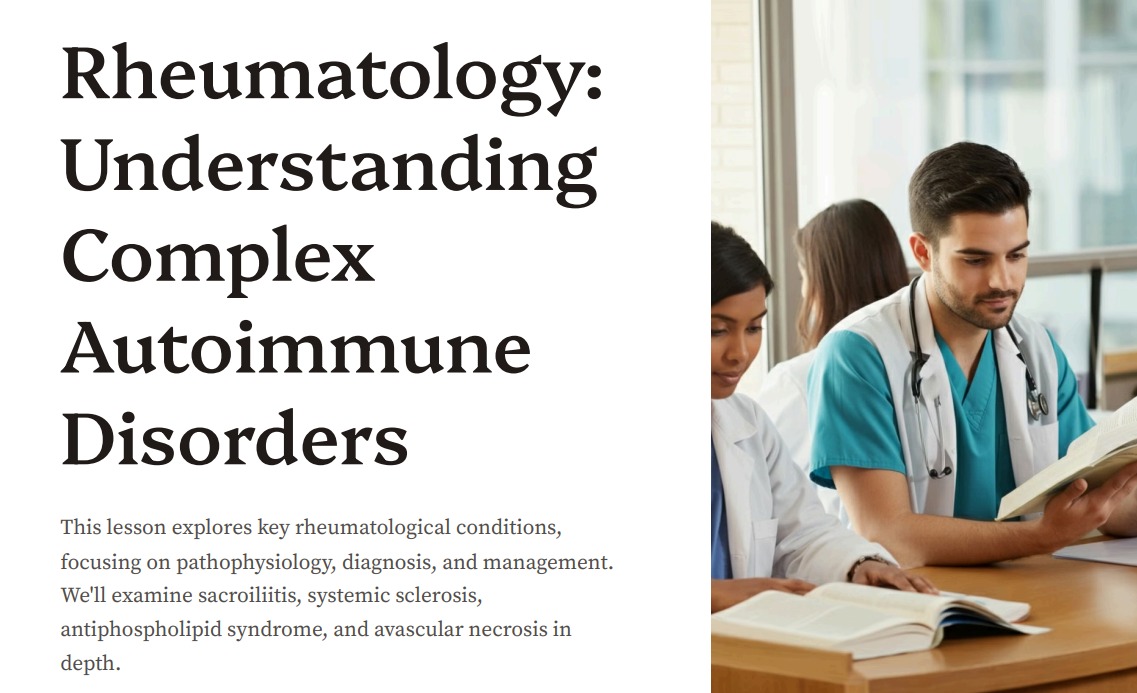 Rheumatology:
Understanding
Complex
Autoimmune
Disorders
This lesson explores key rheumatological conditions,
focusing on pathophysiology, diagnosis, and management.
We'll examine sacroiliitis, systemic sclerosis,
antiphospholipid syndrome, and avascular necrosis in
depth.